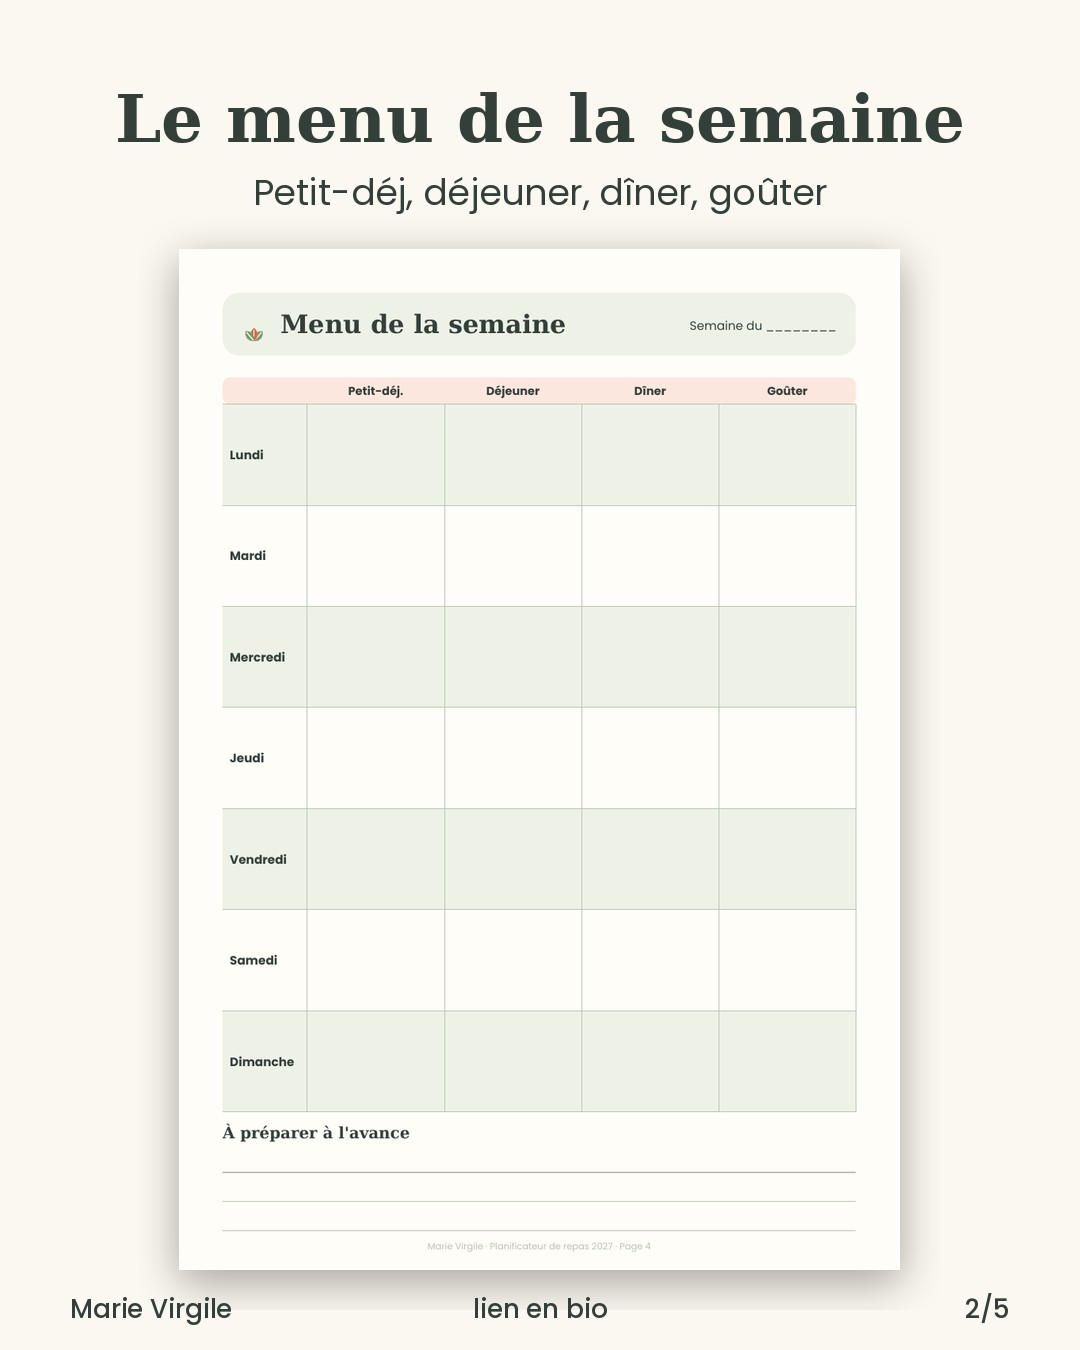 Le menu de la semaine
Petit-déj, déjeuner, dîner, goûter
Menu de la semaine
Semaine du ________
Petit-déj. Déjeuner Dîner Goûter
Lundi
Mardi
Mercredi
Jeudi
Vendredi
Samedi
Dimanche
À préparer à l'avance
Marie Virgile · Planificateur de repas 2027 · Page 4
Marie Virgile lien en bio 2/5